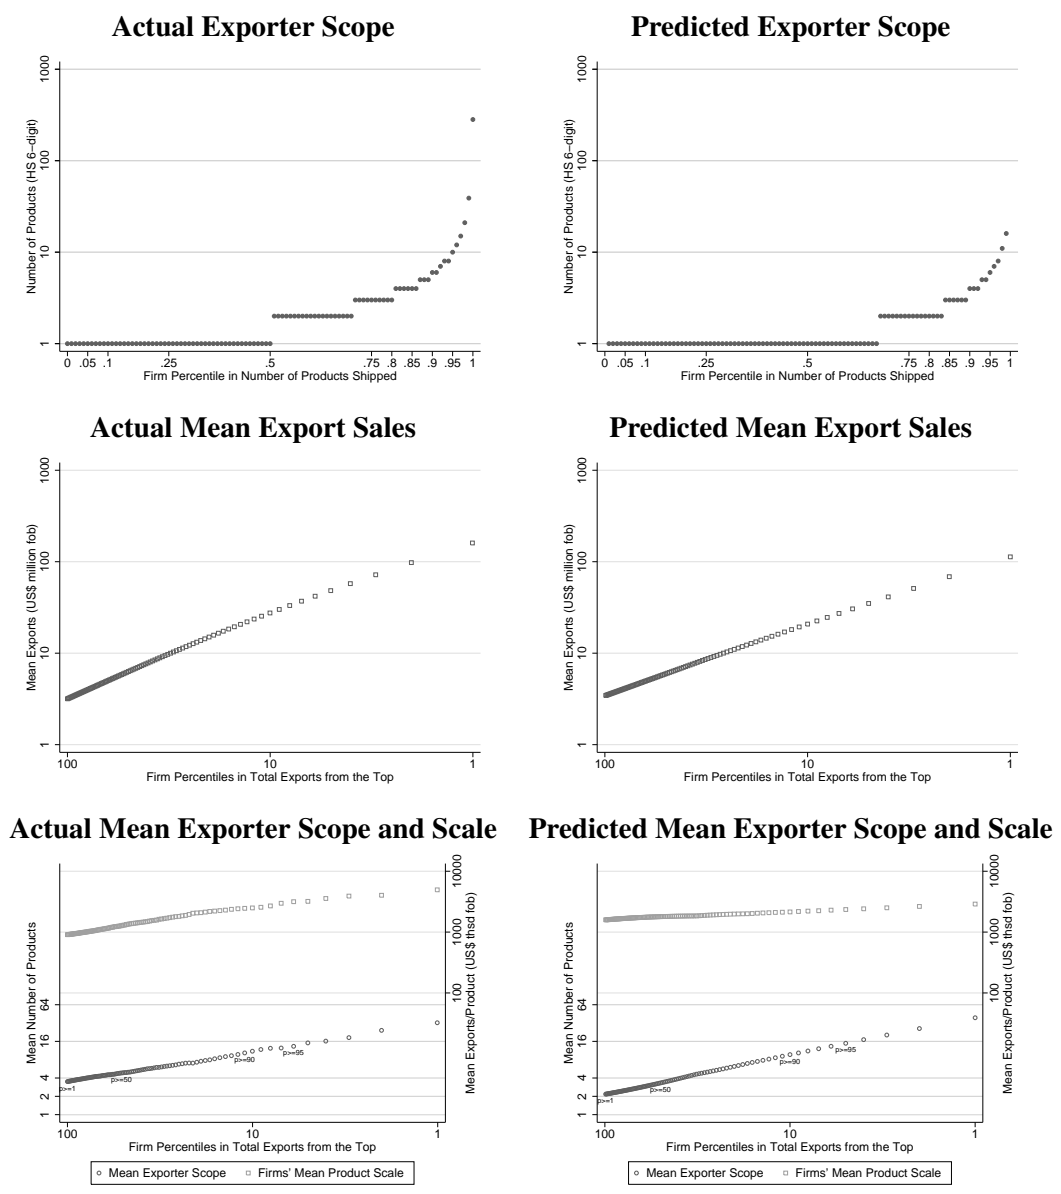 Actual Exporter Scope
Number of Products (HS 6−digit)
1000
100
10
1
0 .05 .1 .25 .5 .75 .8 .85 .9 .95 1
Firm Percentile in Number of Products Shipped
Predicted Exporter Scope
Number of Products (HS 6−digit)
1000
100
10
1
0 .05 .1 .25 .5 .75 .8 .85 .9 .95 1
Firm Percentile in Number of Products Shipped
Actual Mean Export Sales
Mean Exports (US$ million fob)
1000
100
10
1
100 10 1
Firm Percentiles in Total Exports from the Top
Predicted Mean Export Sales
Mean Exports (US$ million fob)
1000
100
10
1
100 10 1
Firm Percentiles in Total Exports from the Top
Actual Mean Exporter Scope and Scale
Mean Number of Products
64
16
4
2
1
p>=1
p>=50
p>=90
p>=95
10000
1000
100
Mean Exports/Product (US$ thsd fob)
100 10 1
Firm Percentiles in Total Exports from the Top
Mean Exporter Scope Firms' Mean Product Scale
Predicted Mean Exporter Scope and Scale
Mean Number of Products
64
16
4
2
1
p>=1
p>=50
p>=90
p>=95
10000
1000
100
Mean Exports/Product (US$ thsd fob)
100 10 1
Firm Percentiles in Total Exports from the Top
Mean Exporter Scope Firms' Mean Product Scale